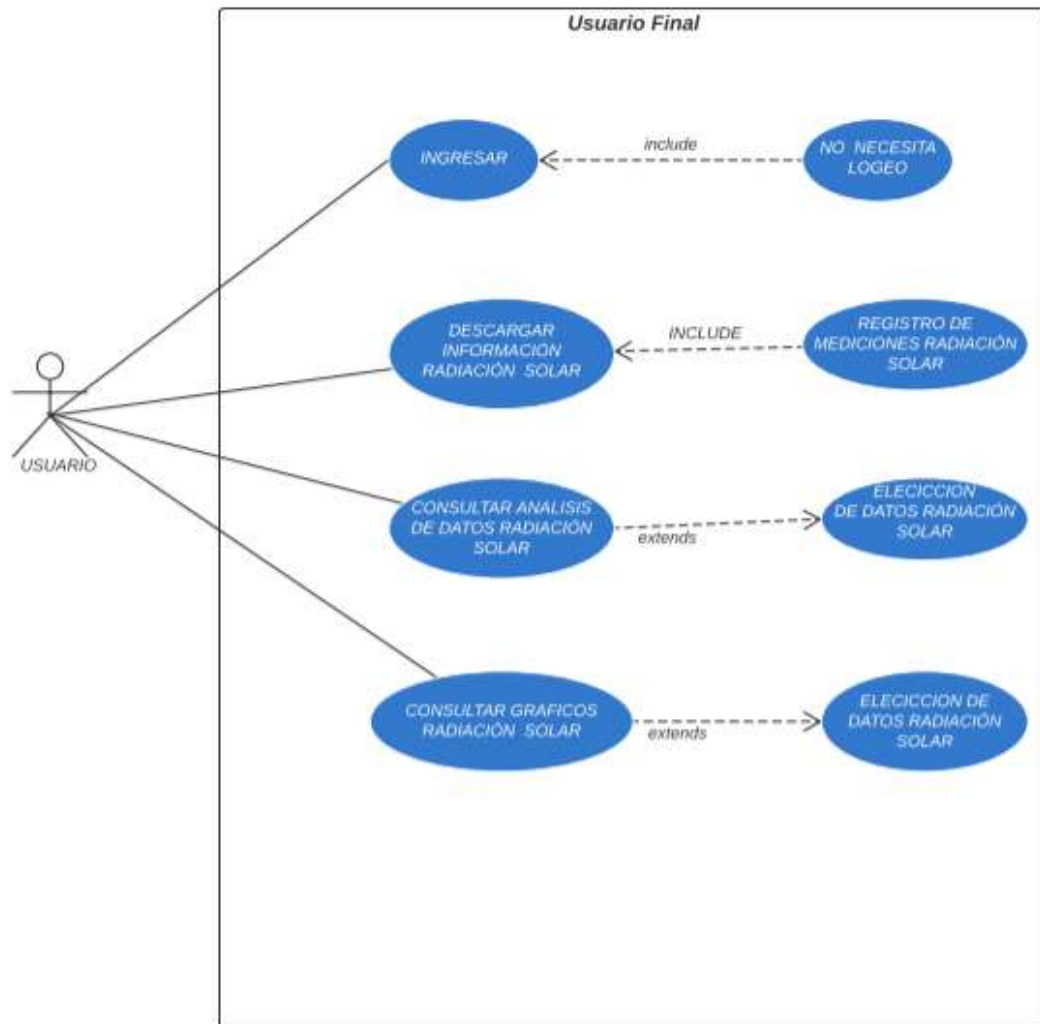 Usuario Final
INGRESAR
include
NO NECESITA
LOGEO
DESCARGAR
INFORMACIÓN
RADIACIÓN SOLAR
INCLUDE
REGISTRO DE
MEDICIONES RADIACIÓN
SOLAR
USUARIO
CONSULTAR ANALISIS
DE DATOS RADIACIÓN
SOLAR
extends
ELECICCIÓN
DE DATOS RADIACIÓN
SOLAR
CONSULTAR GRAFICOS
RADIACIÓN SOLAR
extends
ELECICCION DE
DATOS RADIACIÓN
SOLAR